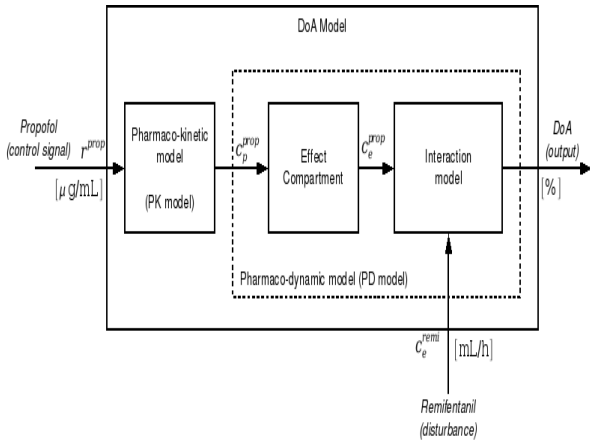 DoA Model
Propofol
(control signal)
r^prop
[μ g/mL]
Pharmaco-kinetic
model
(PK model)
c_p^prop
Effect
Compartment
c_e^prop
Interaction
model
DoA
(output)
[%]
Pharmaco-dynamic model (PD model)
c_e^remi [mL/h]
Remifentanil
(disturbance)